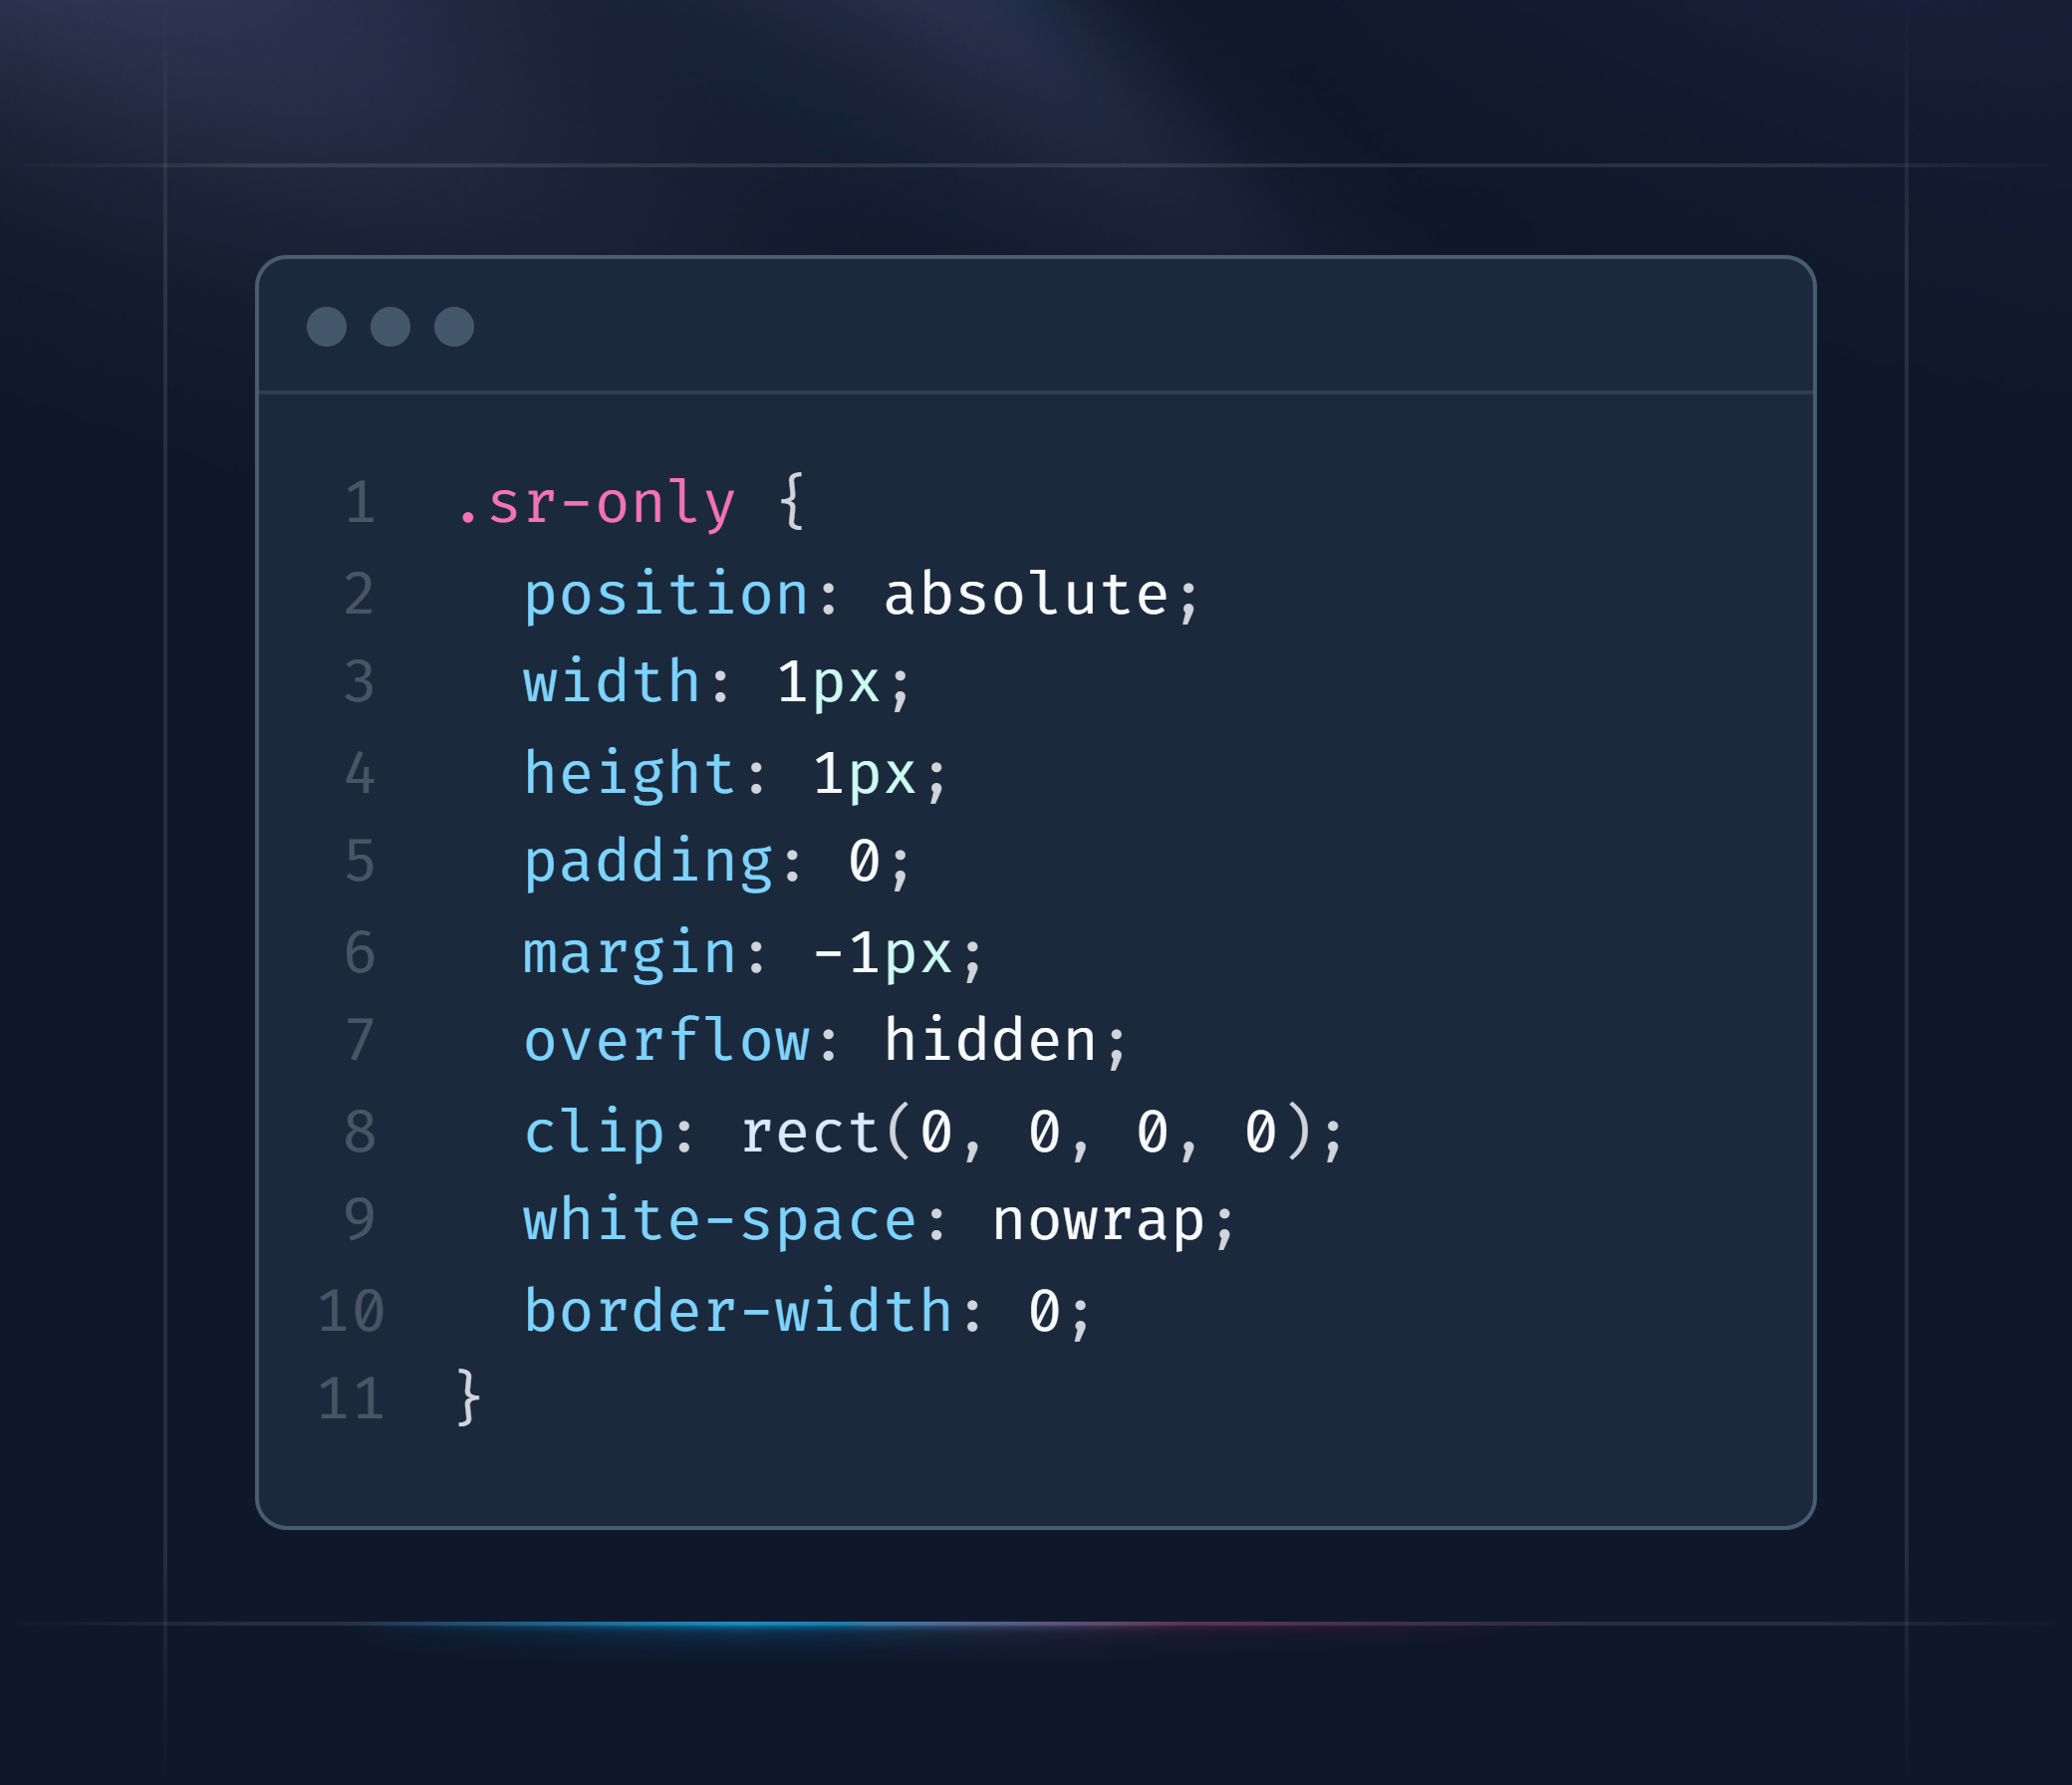 1 .sr-only {
2   position: absolute;
3   width: 1px;
4   height: 1px;
5   padding: 0;
6   margin: -1px;
7   overflow: hidden;
8   clip: rect(0, 0, 0, 0);
9   white-space: nowrap;
10   border-width: 0;
11 }